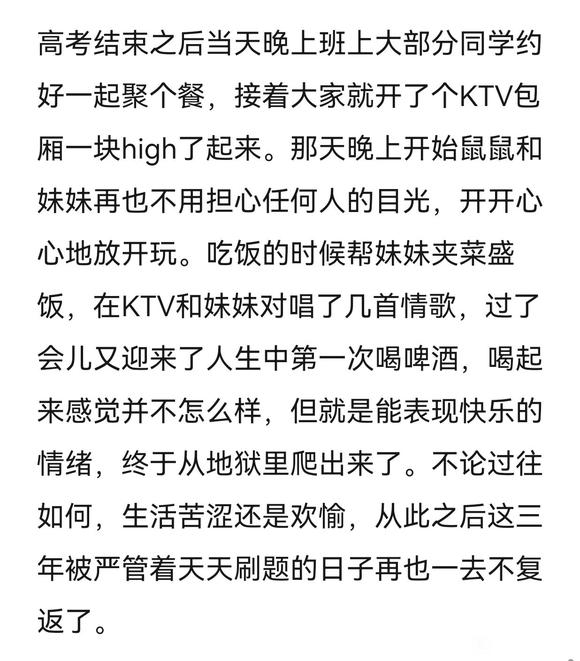 高考结束之后当天晚上班上大部分同学约
好一起聚个餐，接着大家就开了个KTV包
厢一块high了起来。那天晚上开始鼠鼠和
妹妹再也不用担心任何人的目光，开开心
心地放开玩。吃饭的时候帮妹妹夹菜盛
饭，在KTV和妹妹对唱了几首情歌，过了
会儿又迎来了人生中第一次喝啤酒，喝起
来感觉并不怎么样，但就是能表现快乐的
情绪，终于从地狱里爬出来了。不论过往
如何，生活苦涩还是欢愉，从此之后这三
年被严管着天天刷题的日子再也一去不复
返了。